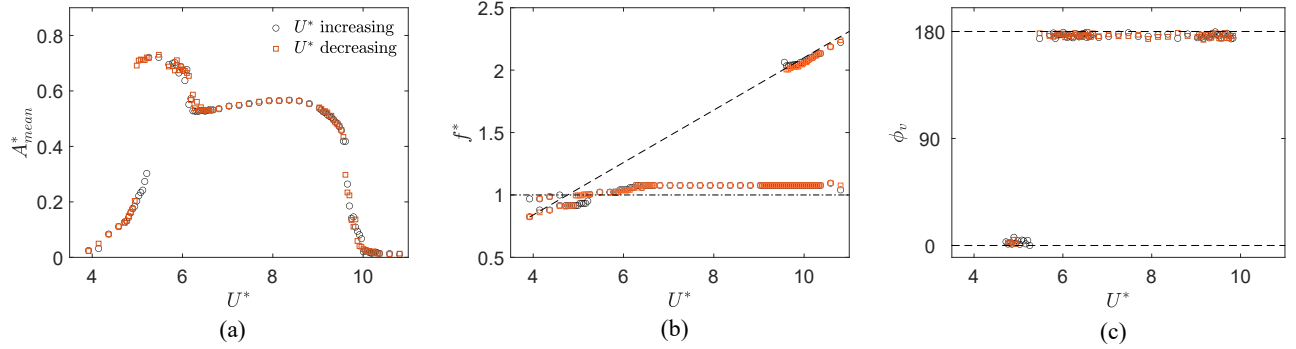 U* increasing
U* decreasing
0.8
0.6
0.4
0.2
0
4 6 8 10
A*mean
U*
(a)
2.5
2
1.5
1
0.5
4 6 8 10
f*
U*
(b)
180
90
0
4 6 8 10
ϕv
U*
(c)